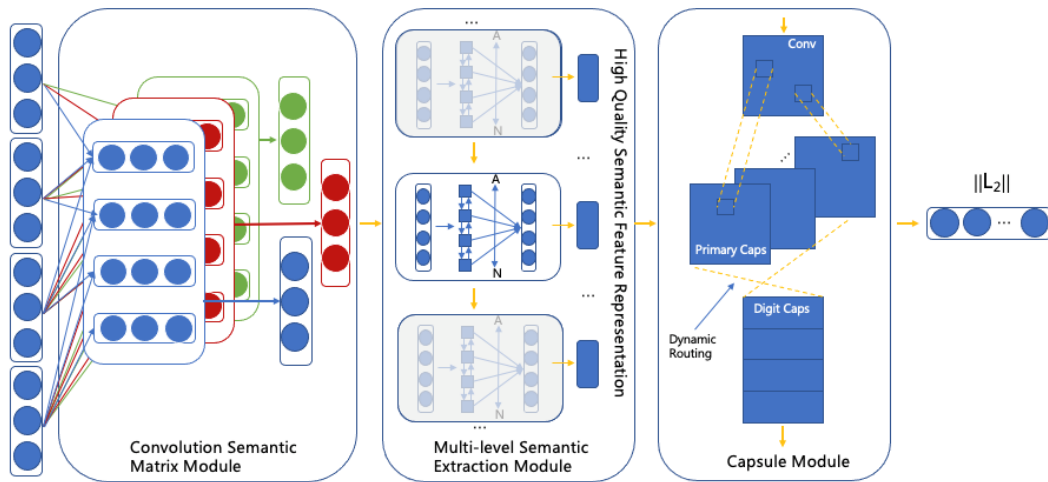 Convolution Semantic
Matrix Module
...
A
N
...
A
N
...
A
N
...
High Quality Semantic Feature Representation
Multi-level Semantic
Extraction Module
Conv
...
Primary Caps
Digit Caps
Dynamic
Routing
Capsule Module
||L₂||
...